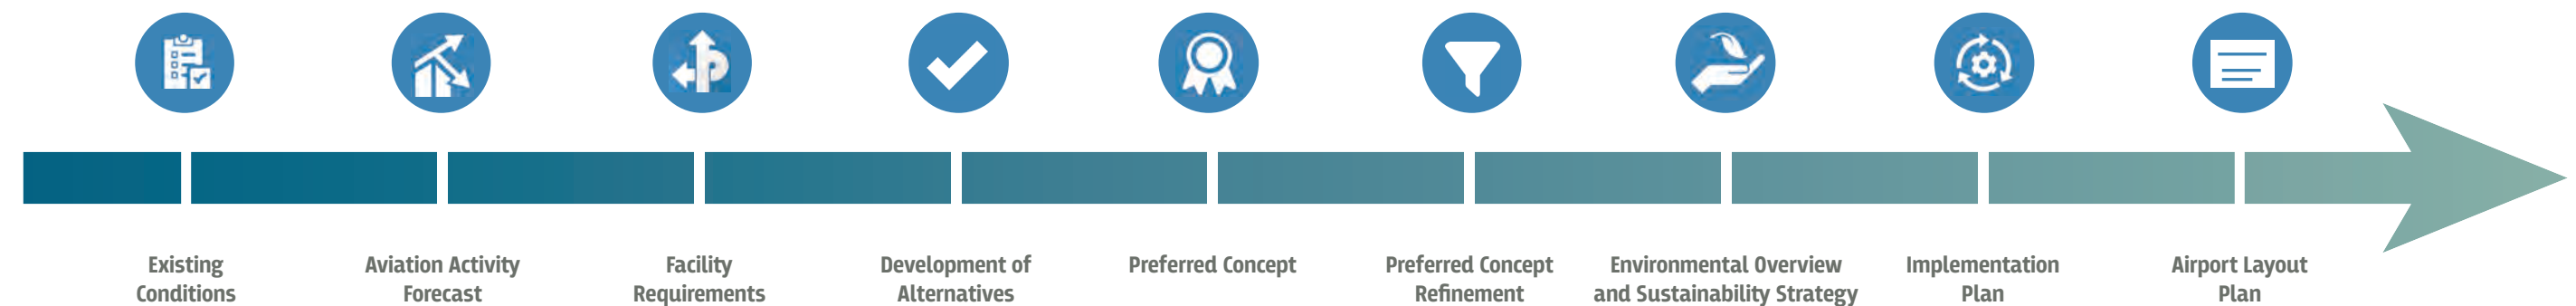 Existing
Conditions
Aviation Activity
Forecast
Facility
Requirements
Development of
Alternatives
Preferred Concept
Preferred Concept
Refinement
Environmental Overview
and Sustainability Strategy
Implementation
Plan
Airport Layout
Plan